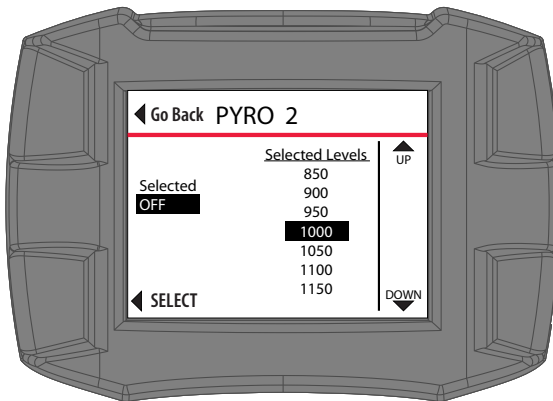 Go Back PYRO 2
Selected Levels
UP
Selected
OFF
850
900
950
1000
1050
1100
1150
SELECT
DOWN